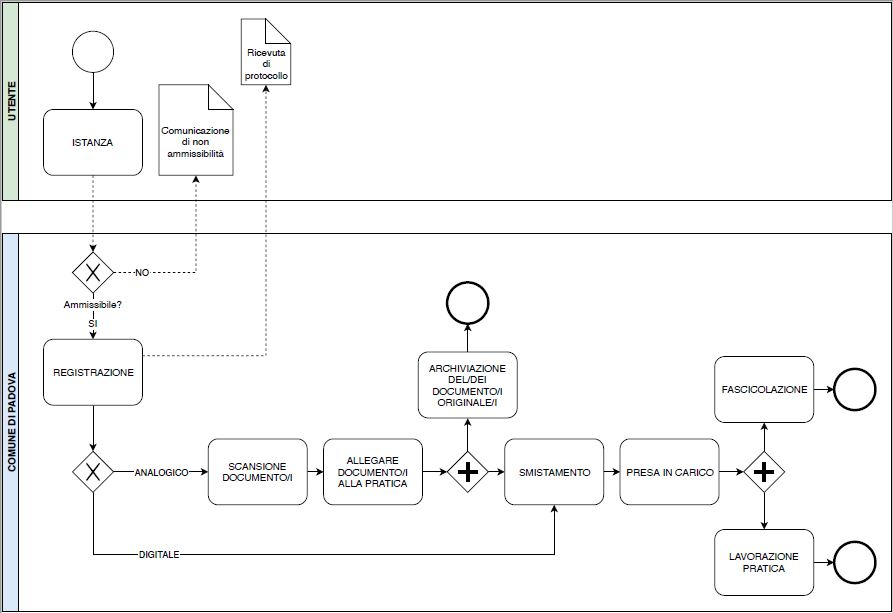 UTENTE
ISTANZA
Comunicazione
di non
ammissibilità
Ricevuta
di
protocollo
COMUNE DI PADOVA
NO
Ammissibile?
SI
REGISTRAZIONE
ANALOGICO
SCANSIONE
DOCUMENTO/I
ALLEGARE
DOCUMENTO/I
ALLA PRATICA
ARCHIVIAZIONE
DEL/DEI
DOCUMENTO/I
ORIGINALE/I
SMISTAMENTO
PRESA IN CARICO
FASCICOLAZIONE
LAVORAZIONE
PRATICA
DIGITALE